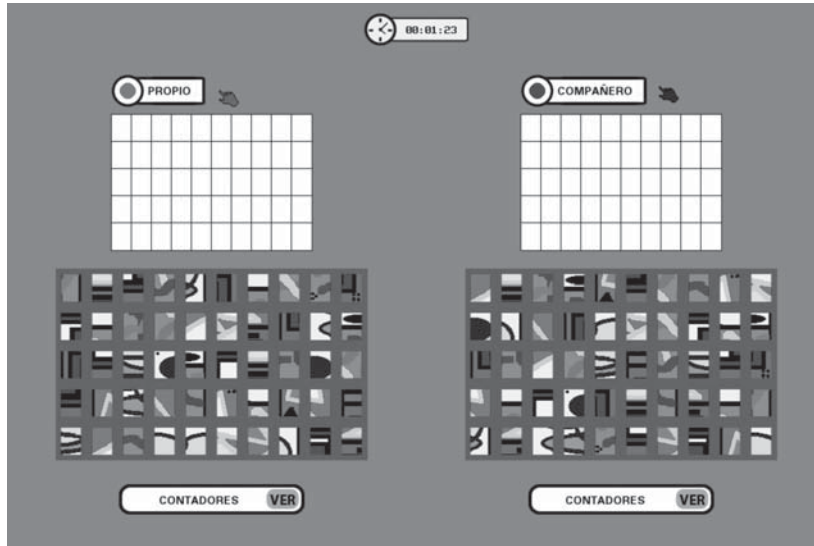 00:01:23
PROPIO
COMPAÑERO
CONTADORES VER
CONTADORES VER